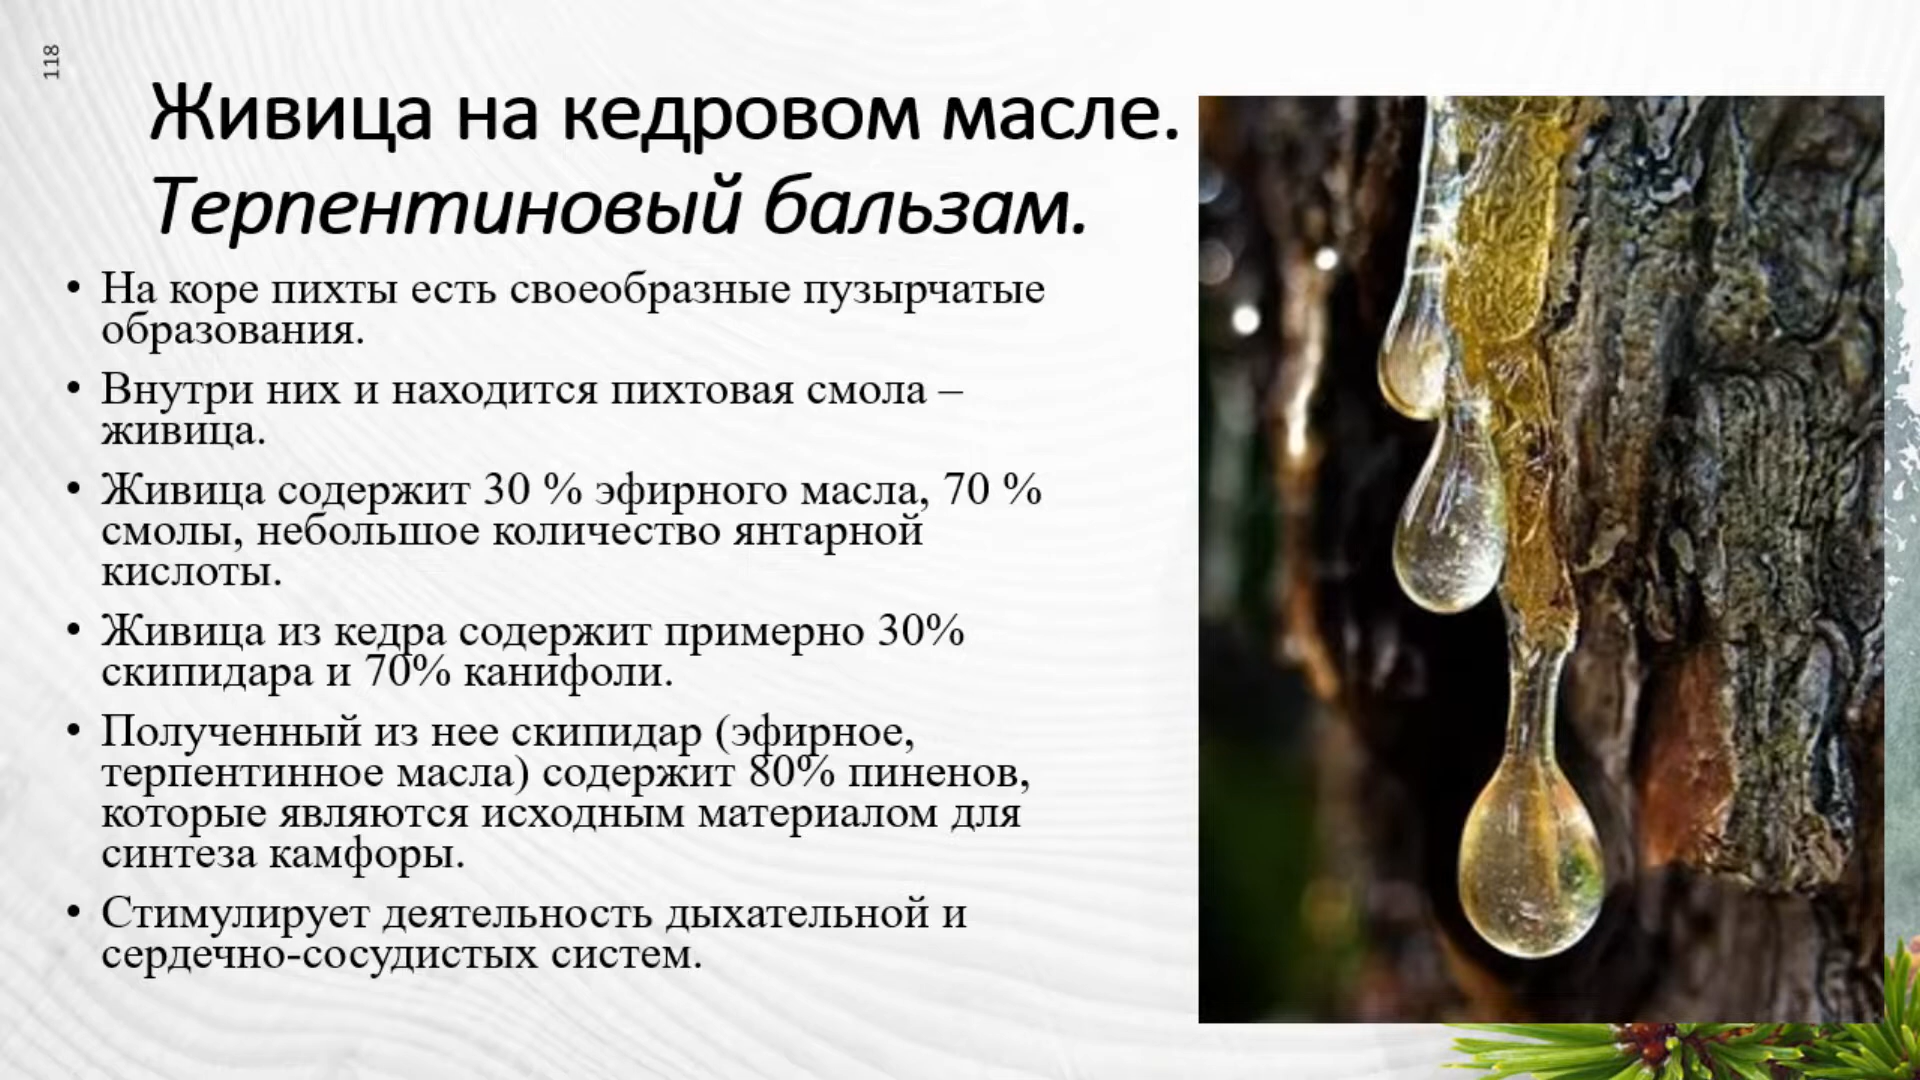 118
Живица на кедровом масле.
Терпентиновый бальзам.
• На коре пихты есть своеобразные пузырчатые
образования.
• Внутри них и находится пихтовая смола –
живица.
• Живица содержит 30 % эфирного масла, 70 %
смолы, небольшое количество янтарной
кислоты.
• Живица из кедра содержит примерно 30%
скипидара и 70% канифоли.
• Полученный из нее скипидар (эфирное,
терпентинное масла) содержит 80% пиненов,
которые являются исходным материалом для
синтеза камфоры.
• Стимулирует деятельность дыхательной и
сердечно-сосудистых систем.